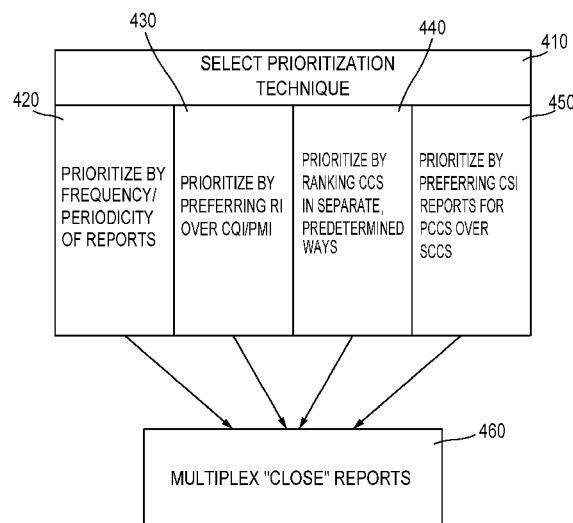 430
440
410
SELECT PRIORITIZATION
TECHNIQUE
420
450
PRIORITIZE BY
FREQUENCY/
PERIODICITY
OF REPORTS
PRIORITIZE BY
PREFERRING RI
OVER CQI/PMI
PRIORITIZE BY
RANKING CCS
IN SEPARATE,
PREDETERMINED
WAYS
PRIORITIZE BY
PREFERRING CSI
REPORTS FOR
PCCS OVER
SCCS
460
MULTIPLEX "CLOSE" REPORTS